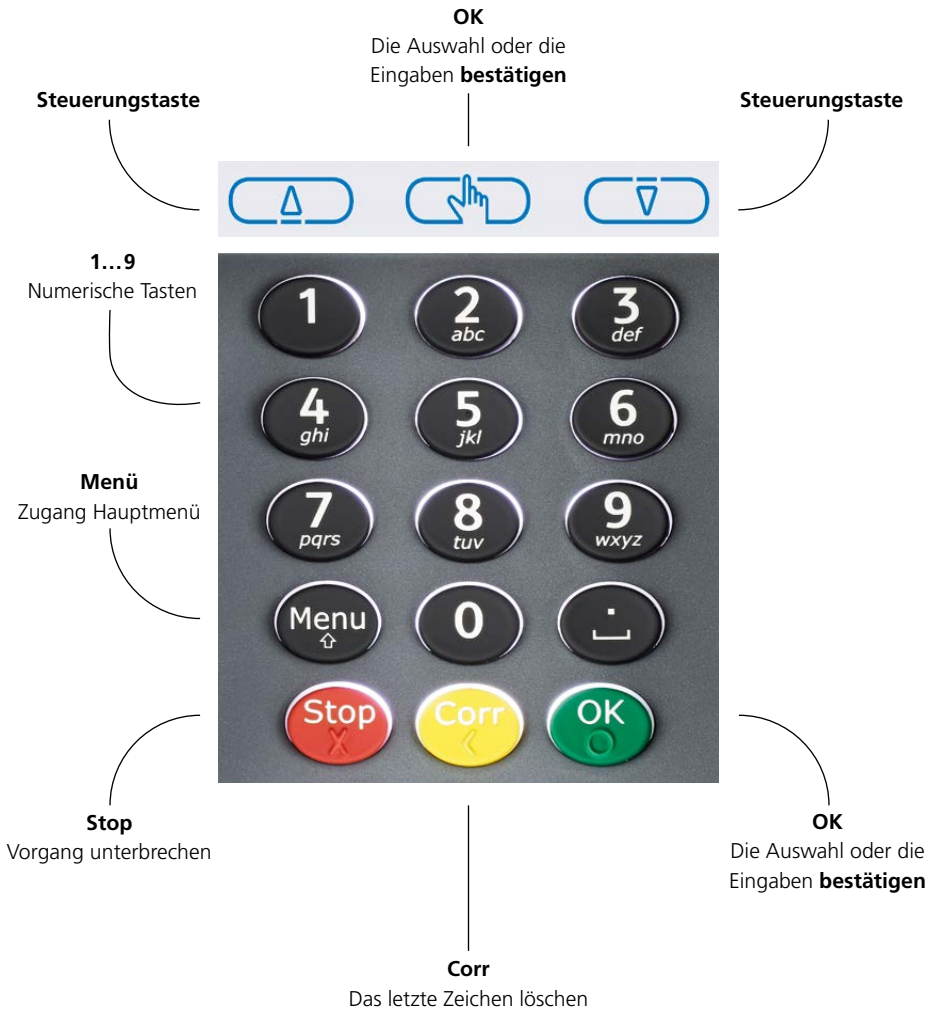 OK
Die Auswahl oder die
Eingaben bestätigen
Steuerungstaste
Steuerungstaste
1…9
Numerische Tasten
1
2
abc
3
def
4
ghi
5
jkl
6
mno
Menü
Zugang Hauptmenü
7
pqrs
8
tuv
9
wxyz
Menu
0
.
Stop
Corr
OK
Stop
Vorgang unterbrechen
OK
Die Auswahl oder die
Eingaben bestätigen
Corr
Das letzte Zeichen löschen